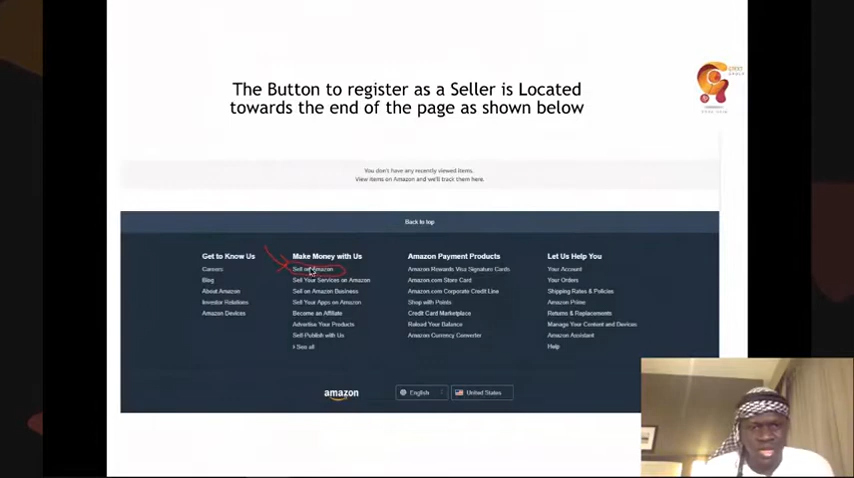 The Button to register as a Seller is Located
towards the end of the page as shown below
You don't have any recently viewed items.
View items on Amazon and we'll track them here.
Back to top
Get to Know Us
Careers
Blog
About Amazon
Investor Relations
Amazon Devices
Make Money with Us
Sell on Amazon
Sell Your Services on Amazon
Sell on Amazon Business
Sell Your Apps on Amazon
Become an Affiliate
Advertise Your Products
Self-Publish with Us
› See all
Amazon Payment Products
Amazon Rewards Visa Signature Cards
Amazon.com Store Card
Amazon.com Corporate Credit Line
Shop with Points
Credit Card Marketplace
Reload Your Balance
Amazon Currency Converter
Let Us Help You
Your Account
Your Orders
Shipping Rates & Policies
Amazon Prime
Returns & Replacements
Manage Your Content and Devices
Amazon Assistant
Help
amazon
English
United States